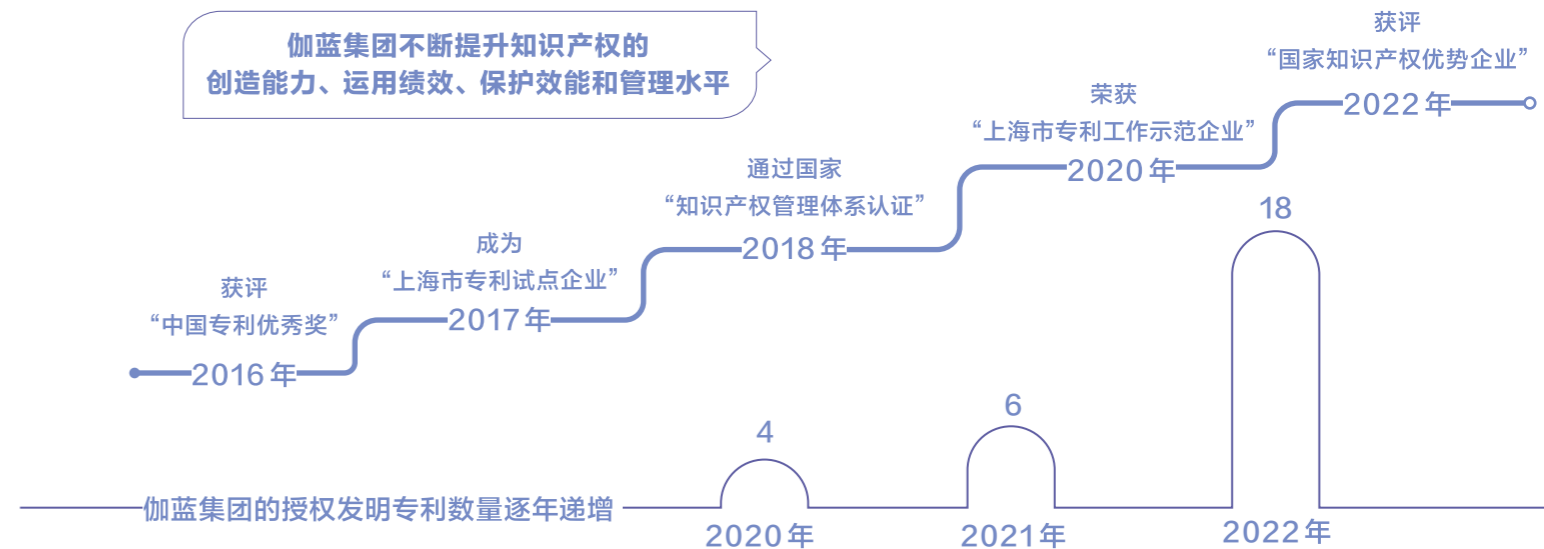 伽蓝集团不断提升知识产权的
创造能力、运用绩效、保护效能和管理水平
获评
“中国专利优秀奖”
2016年
成为
“上海市专利试点企业”
2017年
通过国家
“知识产权管理体系认证”
2018年
荣获
“上海市专利工作示范企业”
2020年
获评
“国家知识产权优势企业”
2022年
伽蓝集团的授权发明专利数量逐年递增
4
2020年
6
2021年
18
2022年